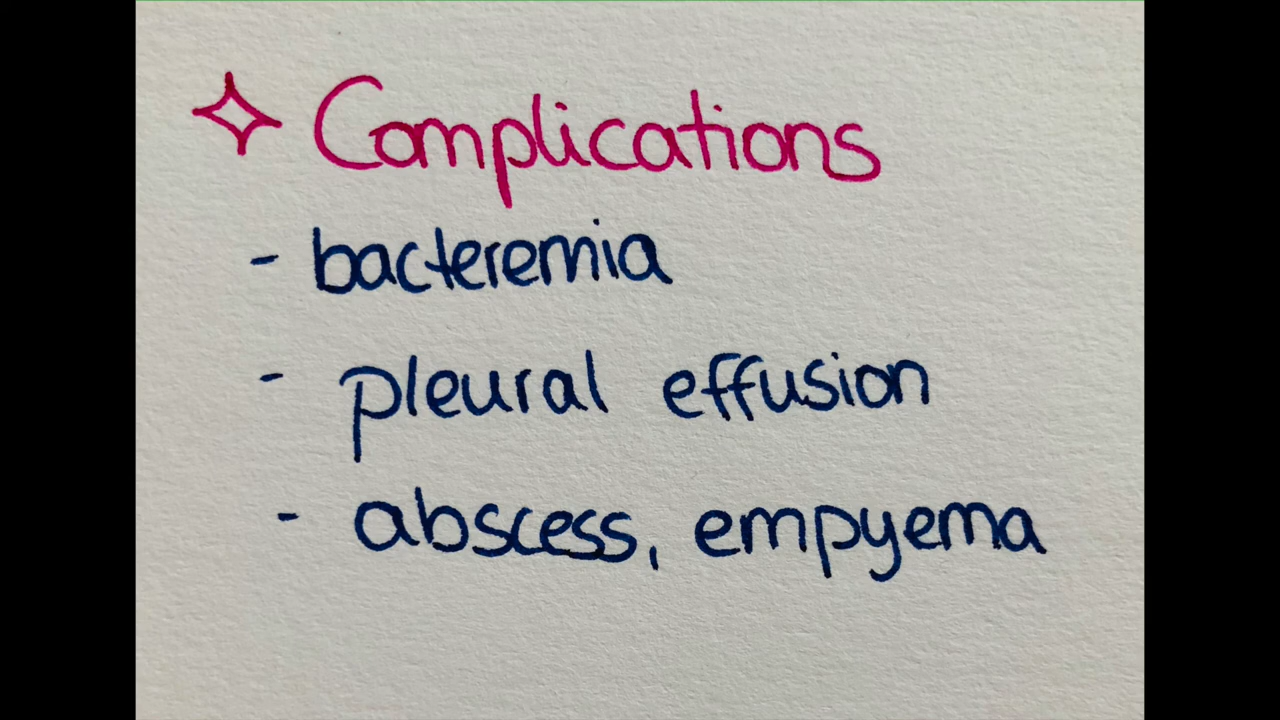 Complications
- bacteremia
- pleural effusion
- abscess, empyema